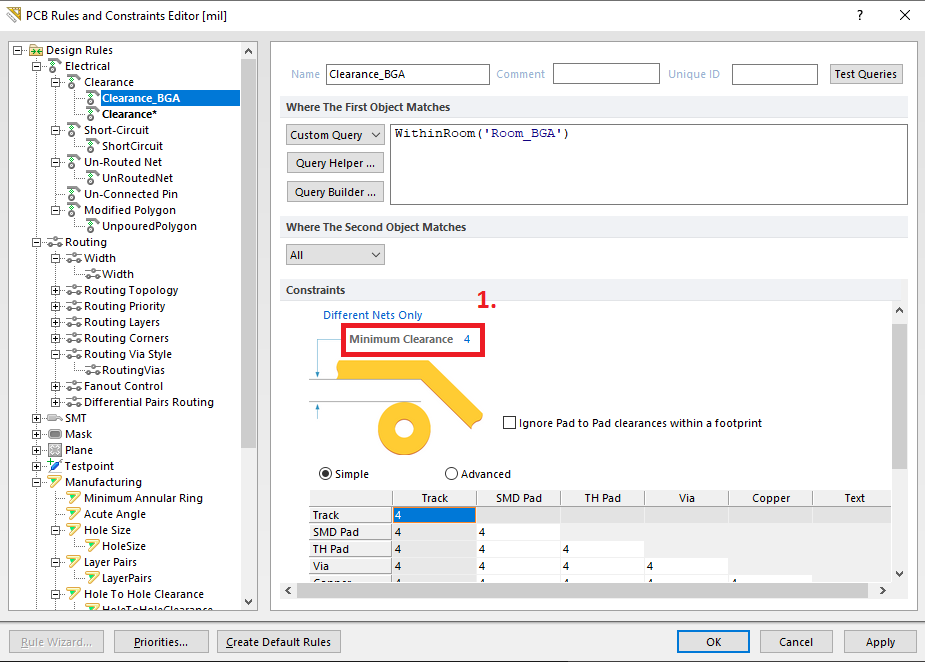 PCB Rules and Constraints Editor [mil]
?
Design Rules
Electrical
Clearance
Clearance_BGA
Clearance*
Short-Circuit
ShortCircuit
Un-Routed Net
UnRoutedNet
Un-Connected Pin
Modified Polygon
UnpouredPolygon
Routing
Width
Width
Routing Topology
Routing Priority
Routing Layers
Routing Corners
Routing Via Style
RoutingVias
Fanout Control
Differential Pairs Routing
SMT
Mask
Plane
Testpoint
Manufacturing
Minimum Annular Ring
Acute Angle
Hole Size
HoleSize
Layer Pairs
LayerPairs
Hole To Hole Clearance
HoleToHoleClearance
Name Clearance_BGA Comment Unique ID Test Queries
Where The First Object Matches
Custom Query WithinRoom('Room_BGA')
Query Helper ...
Query Builder ...
Where The Second Object Matches
All
Constraints
1.
Different Nets Only
Minimum Clearance 4
Ignore Pad to Pad clearances within a footprint
Simple Advanced
Track SMD Pad TH Pad Via Copper Text
Track 4
SMD Pad 4 4
TH Pad 4 4 4
Via 4 4 4 4
Copper 4 4 4 4 4
Rule Wizard... Priorities... Create Default Rules OK Cancel Apply